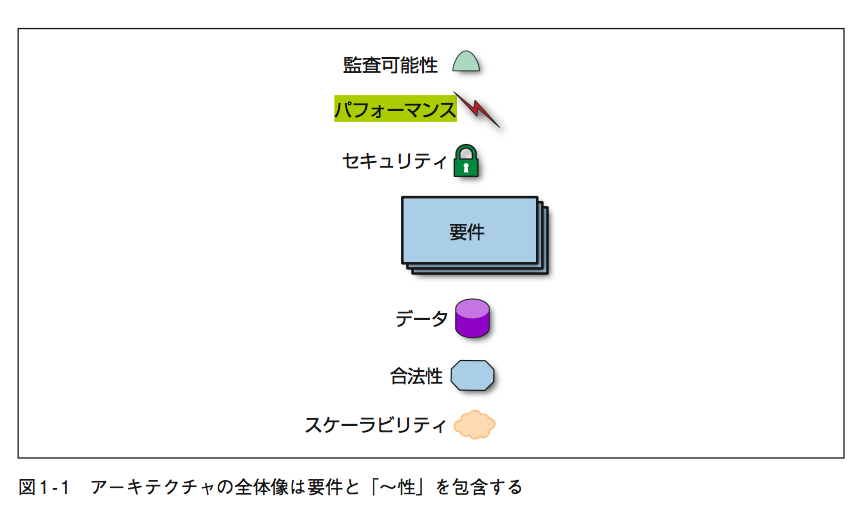 監査可能性
パフォーマンス
セキュリティ
要件
データ
合法性
スケーラビリティ
図1-1　アーキテクチャの全体像は要件と「～性」を包含する